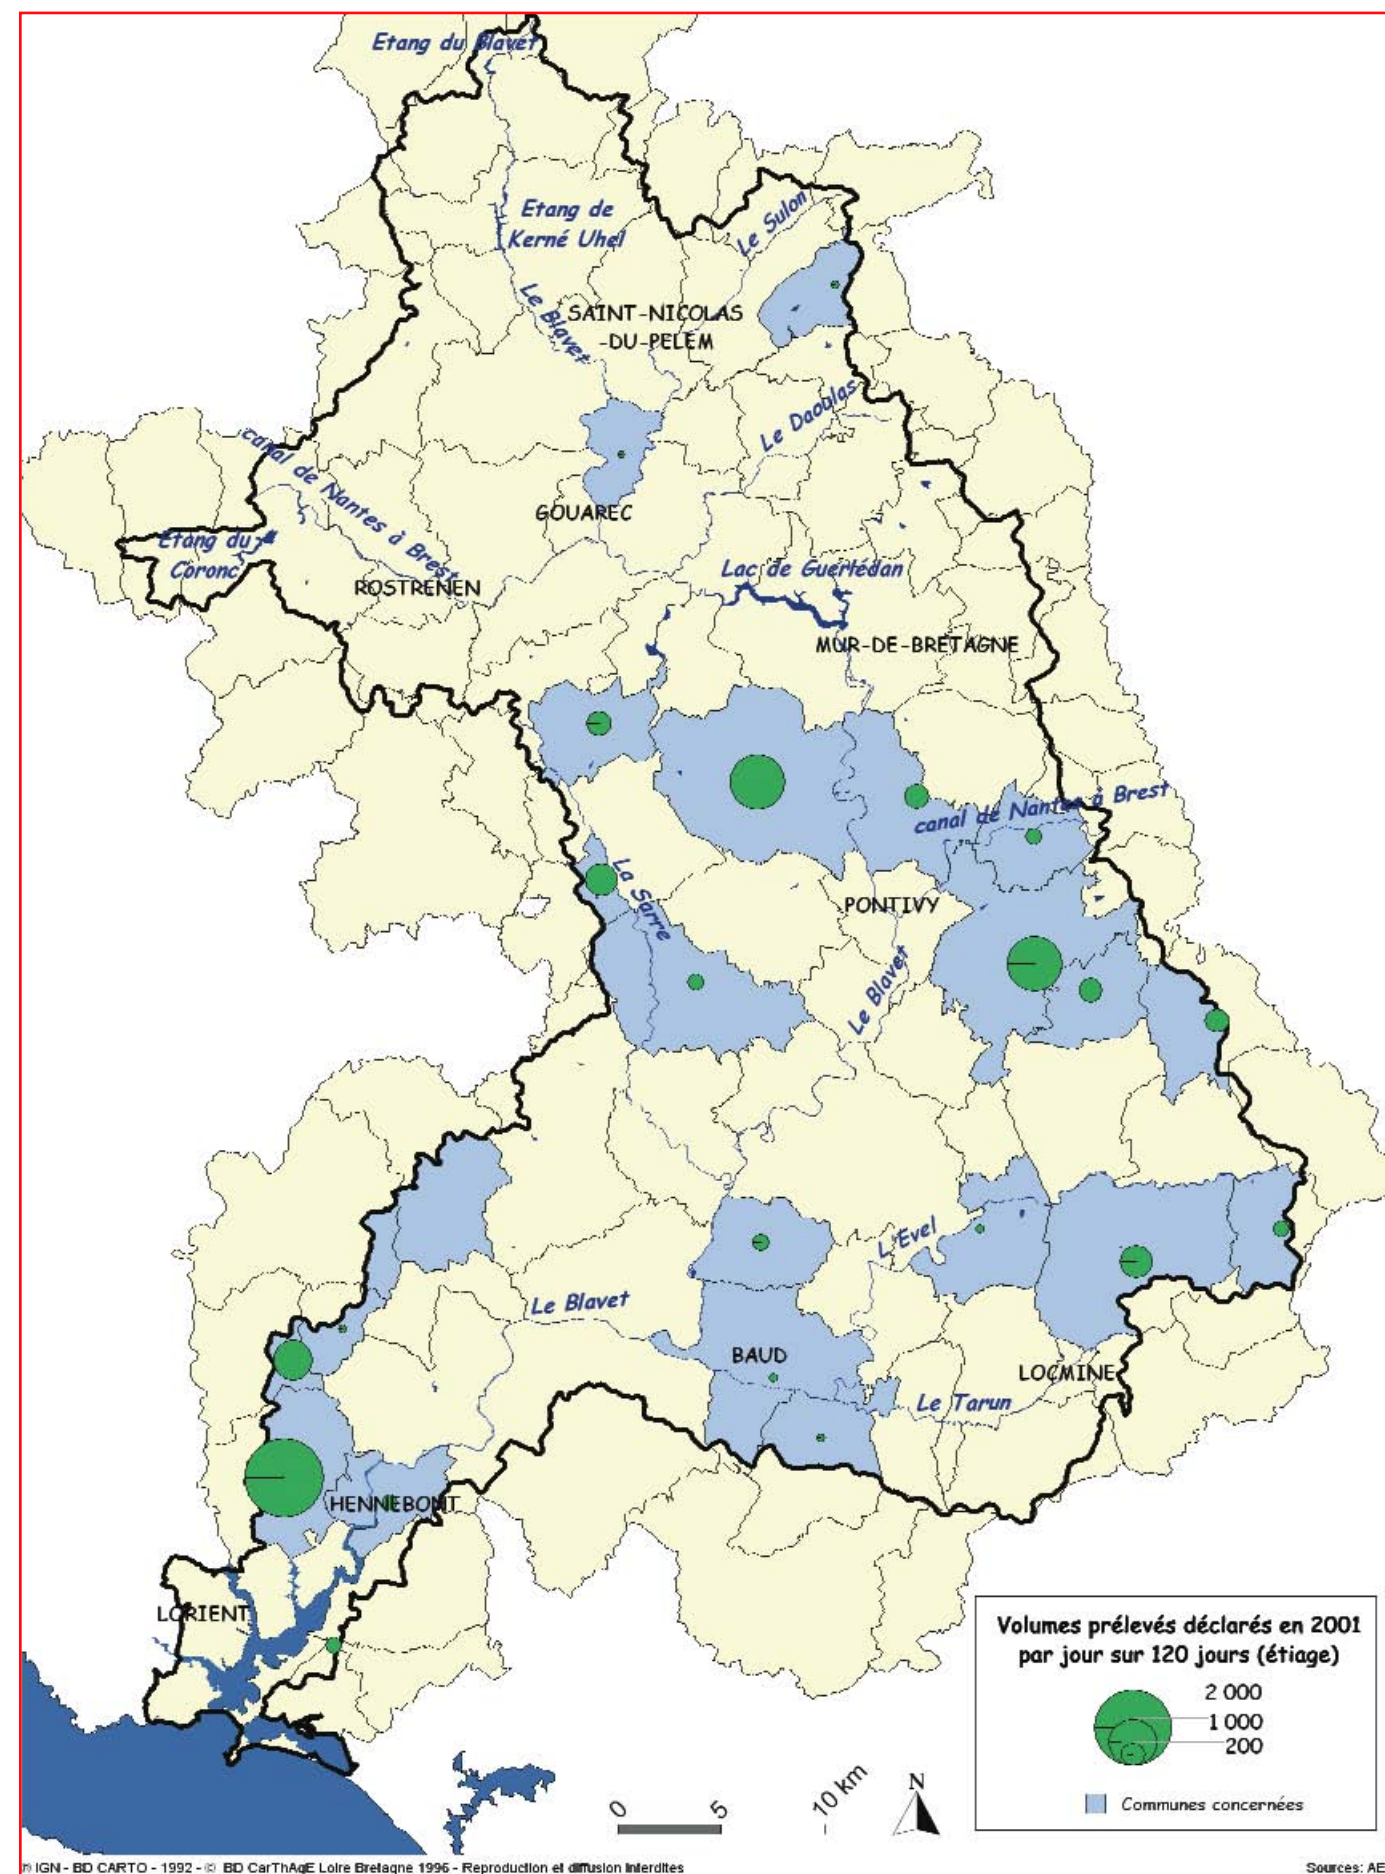 Etang du Blavet
Etang de
Kerné Uhel
Le Sulon
Le Blavet
SAINT-NICOLAS
-DU-PELEM
Le Daoulas
canal de Nantes à Brest
GOUAREC
Etang du
Coronc
ROSTRENEN
Lac de Guerlédan
MUR-DE-BRETAGNE
canal de Nantes à Brest
La Sarre
PONTIVY
Le Blavet
L'Evel
Le Blavet
BAUD
LOCMINE
Le Tarun
HENNEBONT
LORIENT
Volumes prélevés déclarés en 2001
par jour sur 120 jours (étiage)
2 000
1 000
200
Communes concernées
0 5 10 km
N
© IGN - BD CARTO - 1992 - © BD CarThAgE Loire Bretagne 1996 - Reproduction et diffusion interdites
Sources: AE